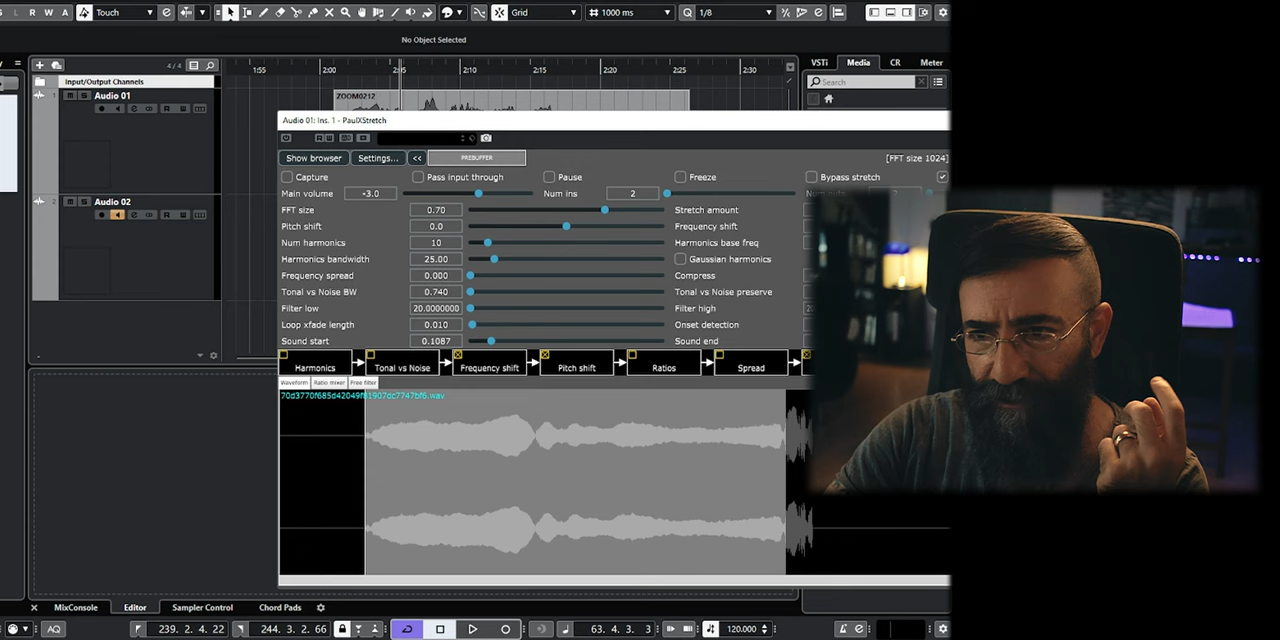 R W A Touch Grid 1000 ms Q 1/8
No Object Selected
4/4
1:55 2:00 2:05 2:10 2:15 2:20 2:25 2:30
VSTi Media CR Meter
Input/Output Channels
Search
1 m S Audio 01
R W
ZOOM0212
Audio 01: Ins. 1 - PaulXStretch
Show browser Settings... << PREBUFFER [FFT size 1024]
Capture Pass input through Pause Freeze Bypass stretch
Main volume -3.0 Num ins 2
FFT size 0.70 Stretch amount
Pitch shift 0.0 Frequency shift
Num harmonics 10 Harmonics base freq
Harmonics bandwidth 25.00 Gaussian harmonics
Frequency spread 0.000 Compress
Tonal vs Noise BW 0.740 Tonal vs Noise preserve
Filter low 20.0000000 Filter high
Loop xfade length 0.010 Onset detection
Sound start 0.1087 Sound end
2 m S Audio 02
R W
Harmonics Tonal vs Noise Frequency shift Pitch shift Ratios Spread
Waveform Ratio mixer Free filter
70d3770f685d42049f81907dc7747bf6.wav
MixConsole Editor Sampler Control Chord Pads
AQ 239. 2. 4. 22 244. 3. 2. 66 63. 4. 3. 3 120.000